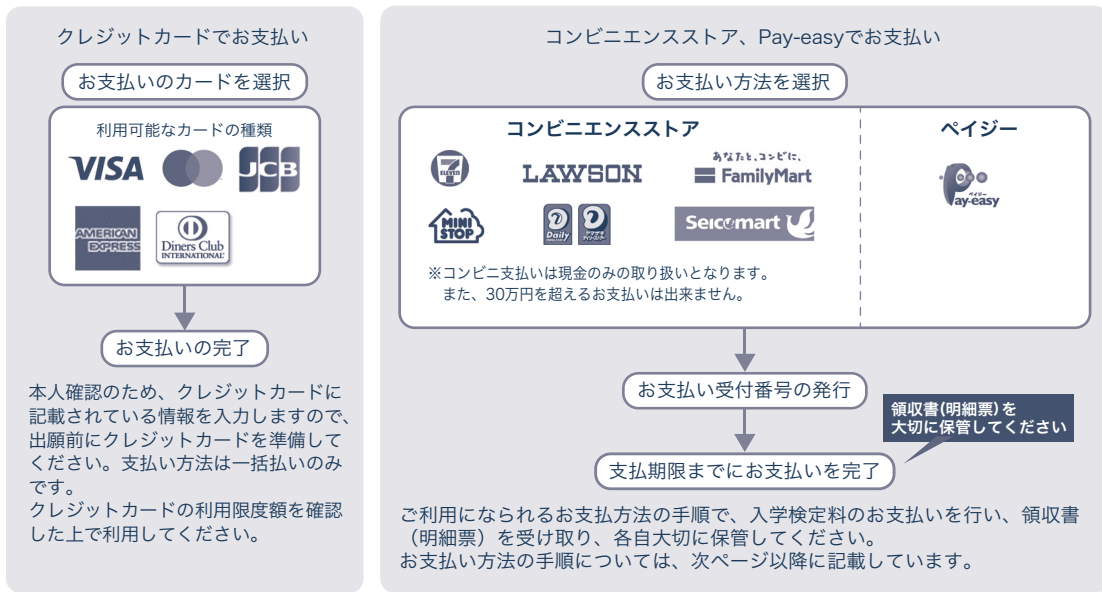 クレジットカードでお支払い
お支払いのカードを選択
利用可能なカードの種類
VISA
JCB
AMERICAN
EXPRESS
Diners Club
INTERNATIONAL
お支払いの完了
本人確認のため、クレジットカードに
記載されている情報を入力しますので、
出願前にクレジットカードを準備して
ください。支払い方法は一括払いのみ
です。
クレジットカードの利用限度額を確認
した上で利用してください。
コンビニエンスストア、Pay-easyでお支払い
お支払い方法を選択
コンビニエンスストア
7
ELEVEN
LAWSON
あなたと、コンビに、
FamilyMart
MINI
STOP
Daily
Seicomart
※コンビニ支払いは現金のみの取り扱いとなります。
また、30万円を超えるお支払いは出来ません。
ペイジー
ペイジー
Pay-easy
お支払い受付番号の発行
領収書(明細票)を
大切に保管してください
支払期限までにお支払いを完了
ご利用になられるお支払方法の手順で、入学検定料のお支払いを行い、領収書
（明細票）を受け取り、各自大切に保管してください。
お支払い方法の手順については、次ページ以降に記載しています。